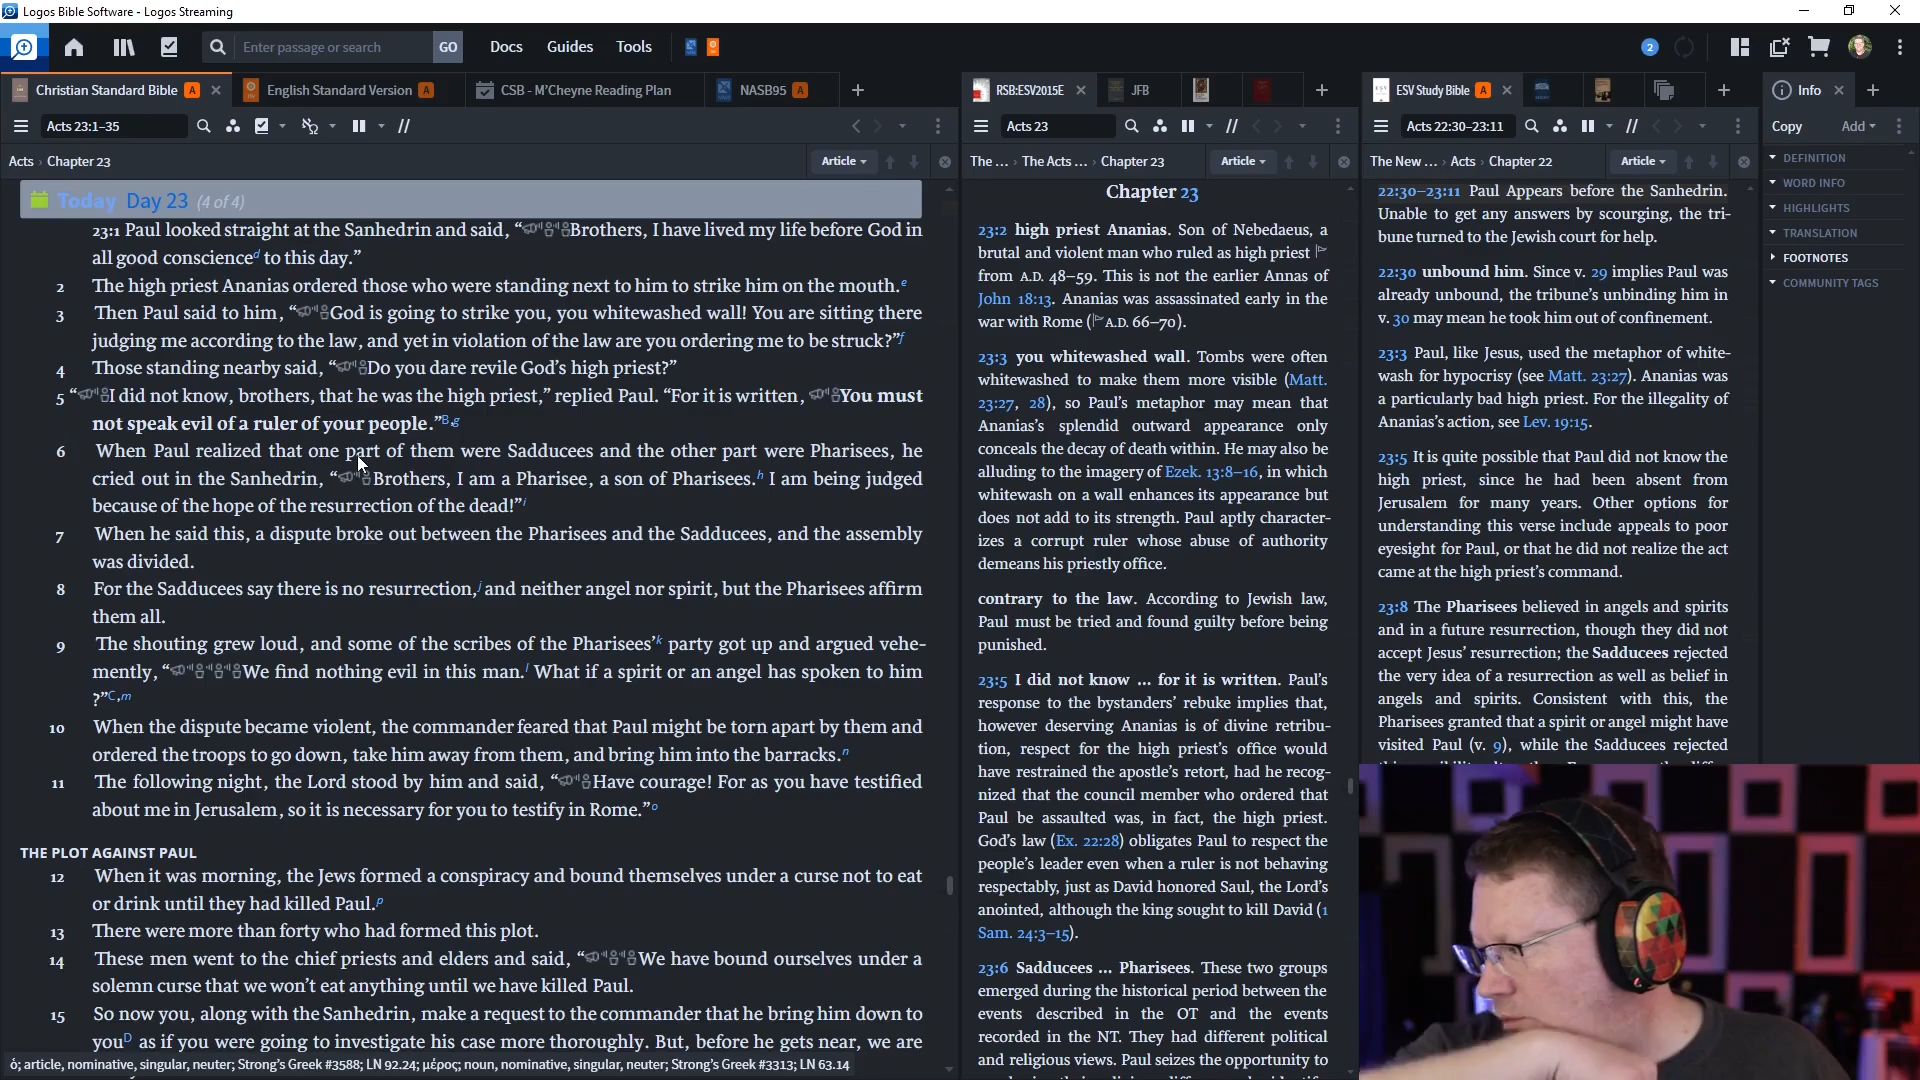 Logos Bible Software - Logos Streaming
Enter passage or search
GO
Docs
Guides
Tools
2
Christian Standard Bible A
English Standard Version A
CSB - M'Cheyne Reading Plan
NASB95 A
RSB:ESV2015E
JFB
ESV Study Bible A
Info
Acts 23:1–35
Acts 23
Acts 22:30–23:11
Copy
Add
Acts › Chapter 23
Article
The ... › The Acts ... › Chapter 23
Article
The New ... › Acts › Chapter 22
Article
Today Day 23 (4 of 4)
23:1 Paul looked straight at the Sanhedrin and said, “Brothers, I have lived my life before God in
all good conscience d to this day.”
2 The high priest Ananias ordered those who were standing next to him to strike him on the mouth. e
3 Then Paul said to him, “God is going to strike you, you whitewashed wall! You are sitting there
judging me according to the law, and yet in violation of the law are you ordering me to be struck?” f
4 Those standing nearby said, “Do you dare revile God’s high priest?”
5 “I did not know, brothers, that he was the high priest,” replied Paul. “For it is written, You must
not speak evil of a ruler of your people.” B,g
6 When Paul realized that one part of them were Sadducees and the other part were Pharisees, he
cried out in the Sanhedrin, “Brothers, I am a Pharisee, a son of Pharisees. h I am being judged
because of the hope of the resurrection of the dead!” i
7 When he said this, a dispute broke out between the Pharisees and the Sadducees, and the assembly
was divided.
8 For the Sadducees say there is no resurrection, j and neither angel nor spirit, but the Pharisees affirm
them all.
9 The shouting grew loud, and some of the scribes of the Pharisees’ k party got up and argued vehe-
mently, “We find nothing evil in this man. l What if a spirit or an angel has spoken to him
?” C,m
10 When the dispute became violent, the commander feared that Paul might be torn apart by them and
ordered the troops to go down, take him away from them, and bring him into the barracks. n
11 The following night, the Lord stood by him and said, “Have courage! For as you have testified
about me in Jerusalem, so it is necessary for you to testify in Rome.” o
THE PLOT AGAINST PAUL
12 When it was morning, the Jews formed a conspiracy and bound themselves under a curse not to eat
or drink until they had killed Paul. p
13 There were more than forty who had formed this plot.
14 These men went to the chief priests and elders and said, “We have bound ourselves under a
solemn curse that we won’t eat anything until we have killed Paul.
15 So now you, along with the Sanhedrin, make a request to the commander that he bring him down to
you D as if you were going to investigate his case more thoroughly. But, before he gets near, we are
ὁ; article, nominative, singular, neuter; Strong’s Greek #3588; LN 92.24; μέρος; noun, nominative, singular, neuter; Strong’s Greek #3313; LN 63.14
Chapter 23
23:2 high priest Ananias. Son of Nebedaeus, a
brutal and violent man who ruled as high priest
from A.D. 48–59. This is not the earlier Annas of
John 18:13. Ananias was assassinated early in the
war with Rome (A.D. 66–70).
23:3 you whitewashed wall. Tombs were often
whitewashed to make them more visible (Matt.
23:27, 28), so Paul’s metaphor may mean that
Ananias’s splendid outward appearance only
conceals the decay of death within. He may also be
alluding to the imagery of Ezek. 13:8–16, in which
whitewash on a wall enhances its appearance but
does not add to its strength. Paul aptly character-
izes a corrupt ruler whose abuse of authority
demeans his priestly office.
contrary to the law. According to Jewish law,
Paul must be tried and found guilty before being
punished.
23:5 I did not know ... for it is written. Paul’s
response to the bystanders’ rebuke implies that,
however deserving Ananias is of divine retribu-
tion, respect for the high priest’s office would
have restrained the apostle’s retort, had he recog-
nized that the council member who ordered that
Paul be assaulted was, in fact, the high priest.
God’s law (Ex. 22:28) obligates Paul to respect the
people’s leader even when a ruler is not behaving
respectably, just as David honored Saul, the Lord’s
anointed, although the king sought to kill David (1
Sam. 24:3–15).
23:6 Sadducees ... Pharisees. These two groups
emerged during the historical period between the
events described in the OT and the events
recorded in the NT. They had different political
and religious views. Paul seizes the opportunity to
22:30–23:11 Paul Appears before the Sanhedrin.
Unable to get any answers by scourging, the tri-
bune turned to the Jewish court for help.
22:30 unbound him. Since v. 29 implies Paul was
already unbound, the tribune’s unbinding him in
v. 30 may mean he took him out of confinement.
23:3 Paul, like Jesus, used the metaphor of white-
wash for hypocrisy (see Matt. 23:27). Ananias was
a particularly bad high priest. For the illegality of
Ananias’s action, see Lev. 19:15.
23:5 It is quite possible that Paul did not know the
high priest, since he had been absent from
Jerusalem for many years. Other options for
understanding this verse include appeals to poor
eyesight for Paul, or that he did not realize the act
came at the high priest’s command.
23:8 The Pharisees believed in angels and spirits
and in a future resurrection, though they did not
accept Jesus’ resurrection; the Sadducees rejected
the very idea of a resurrection as well as belief in
angels and spirits. Consistent with this, the
Pharisees granted that a spirit or angel might have
visited Paul (v. 9), while the Sadducees rejected
DEFINITION
WORD INFO
HIGHLIGHTS
TRANSLATION
FOOTNOTES
COMMUNITY TAGS